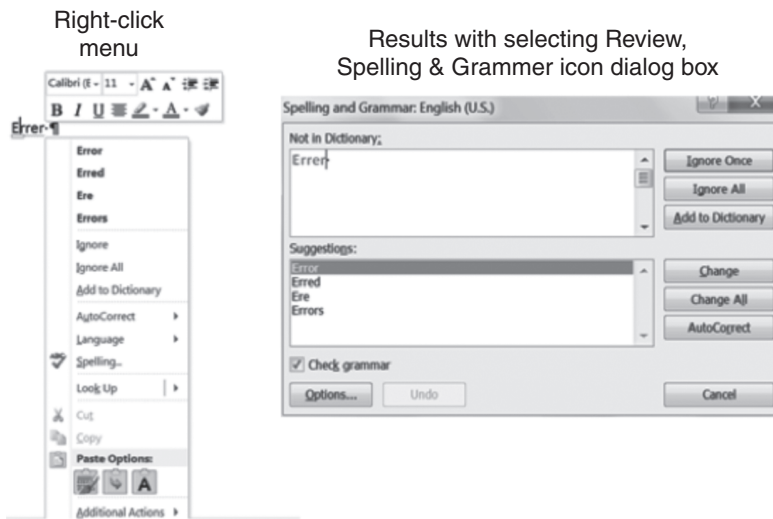 Right-click
menu
Calibri (E
11
A A
B I U A
Errer ¶
Error
Erred
Ere
Errors
Ignore
Ignore All
Add to Dictionary
AutoCorrect
Language
Spelling...
Look Up
Cut
Copy
Paste Options:
A
Additional Actions
Results with selecting Review,
Spelling & Grammer icon dialog box
Spelling and Grammar: English (U.S.)
? X
Not in Dictionary:
Errer
Ignore Once
Ignore All
Add to Dictionary
Suggestions:
Error
Erred
Ere
Errors
Change
Change All
AutoCorrect
Check grammar
Options...
Undo
Cancel